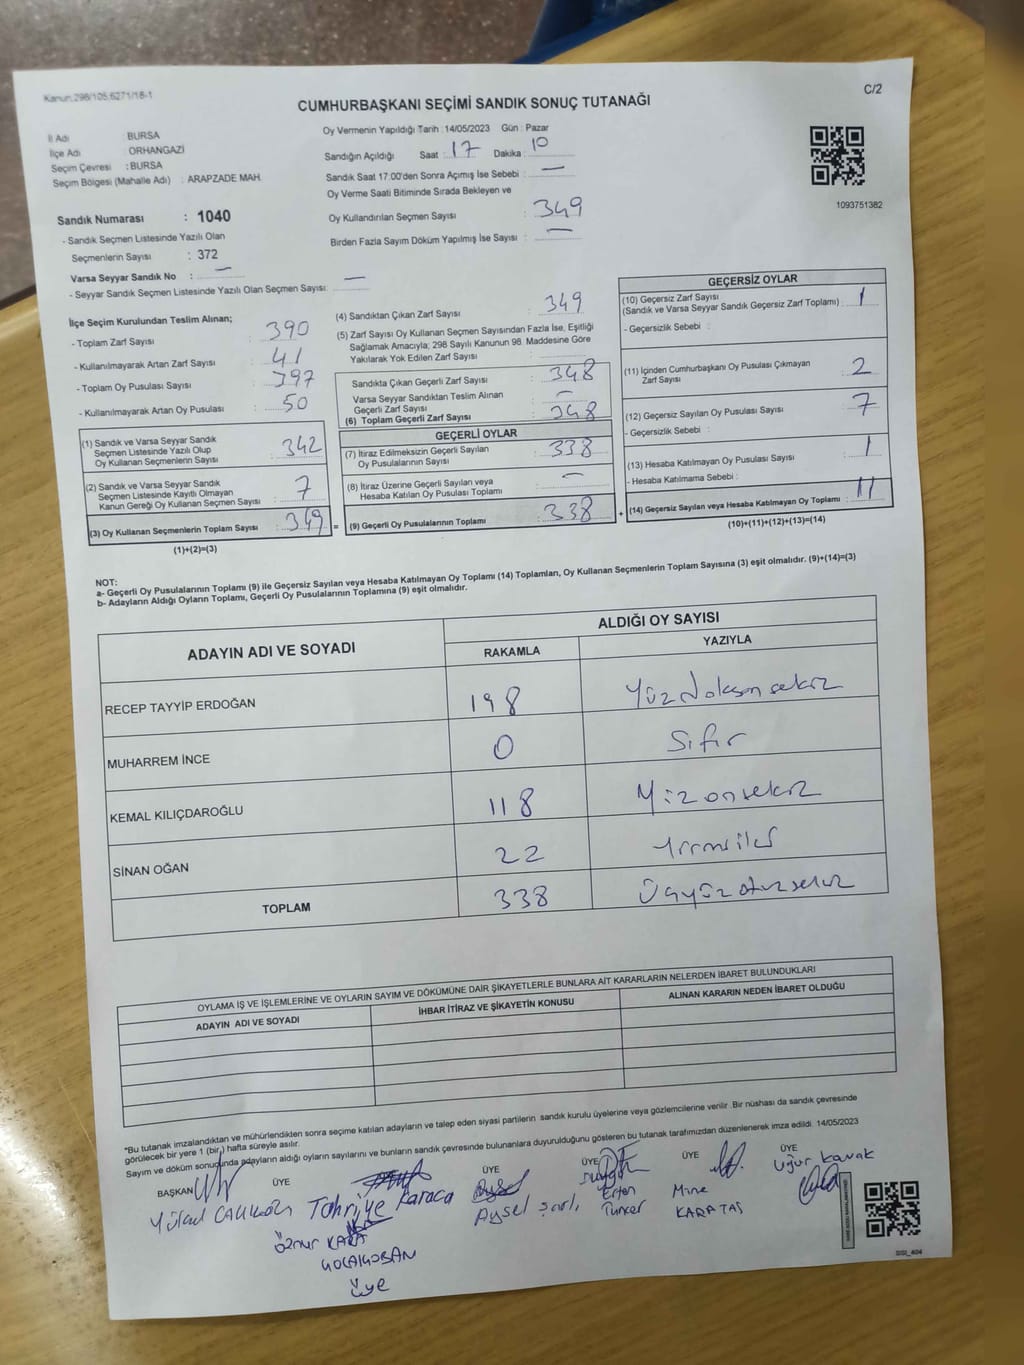 Kanun:298/105,6271/18-1
C/2
CUMHURBAŞKANI SEÇİMİ SANDIK SONUÇ TUTANAĞI
İl Adı : BURSA
İlçe Adı : ORHANGAZİ
Seçim Çevresi : BURSA
Seçim Bölgesi (Mahalle Adı) : ARAPZADE MAH.
Oy Vermenin Yapıldığı Tarih :14/05/2023 Gün : Pazar
Sandığın Açıldığı Saat : 17 Dakika : 10
Sandık Saat 17:00'den Sonra Açımış İse Sebebi : —
Oy Verme Saati Bitiminde Sırada Bekleyen ve
Oy Kullandırılan Seçmen Sayısı : 349
Birden Fazla Sayım Döküm Yapılmış İse Sayısı : —
1093751382
Sandık Numarası : 1040
- Sandık Seçmen Listesinde Yazılı Olan
Seçmenlerin Sayısı : 372
Varsa Seyyar Sandık No : —
- Seyyar Sandık Seçmen Listesinde Yazılı Olan Seçmen Sayısı: —
İlçe Seçim Kurulundan Teslim Alınan;
- Toplam Zarf Sayısı : 390
- Kullanılmayarak Artan Zarf Sayısı : 41
- Toplam Oy Pusulası Sayısı : 397
- Kullanılmayarak Artan Oy Pusulası : 50
(1) Sandık ve Varsa Seyyar Sandık
Seçmen Listesinde Yazılı Olup
Oy Kullanan Seçmenlerin Sayısı : 342
(2) Sandık ve Varsa Seyyar Sandık
Seçmen Listesinde Kayıtlı Olmayan
Kanun Gereği Oy Kullanan Seçmen Sayısı : 7
(3) Oy Kullanan Seçmenlerin Toplam Sayısı : 349 =
(1)+(2)=(3)
(4) Sandıktan Çıkan Zarf Sayısı : 349
(5) Zarf Sayısı Oy Kullanan Seçmen Sayısından Fazla İse, Eşitliği
Sağlamak Amacıyla; 298 Sayılı Kanunun 98. Maddesine Göre
Yakılarak Yok Edilen Zarf Sayısı :
Sandıkta Çıkan Geçerli Zarf Sayısı : 348
Varsa Seyyar Sandıktan Teslim Alınan
Geçerli Zarf Sayısı : —
(6) Toplam Geçerli Zarf Sayısı : 348
GEÇERLİ OYLAR
(7) İtiraz Edilmeksizin Geçerli Sayılan
Oy Pusulalarının Sayısı : 338
(8) İtiraz Üzerine Geçerli Sayılan veya
Hesaba Katılan Oy Pusulası Toplamı : —
(9) Geçerli Oy Pusulalarının Toplamı : 338 +
GEÇERSİZ OYLAR
(10) Geçersiz Zarf Sayısı
(Sandık ve Varsa Seyyar Sandık Geçersiz Zarf Toplamı) : 1
- Geçersizlik Sebebi :
(11) İçinden Cumhurbaşkanı Oy Pusulası Çıkmayan
Zarf Sayısı : 2
(12) Geçersiz Sayılan Oy Pusulası Sayısı : 7
- Geçersizlik Sebebi :
(13) Hesaba Katılmayan Oy Pusulası Sayısı : 1
- Hesaba Katılmama Sebebi :
(14) Geçersiz Sayılan veya Hesaba Katılmayan Oy Toplamı : 11
(10)+(11)+(12)+(13)=(14)
NOT:
a- Geçerli Oy Pusulalarının Toplamı (9) ile Geçersiz Sayılan veya Hesaba Katılmayan Oy Toplamı (14) Toplamları, Oy Kullanan Seçmenlerin Toplam Sayısına (3) eşit olmalıdır. (9)+(14)=(3)
b- Adayların Aldığı Oyların Toplamı, Geçerli Oy Pusulalarının Toplamına (9) eşit olmalıdır.
ADAYIN ADI VE SOYADI
ALDIĞI OY SAYISI
RAKAMLA YAZIYLA
RECEP TAYYİP ERDOĞAN 198 Yüz doksan sekiz
MUHARREM İNCE 0 Sıfır
KEMAL KILIÇDAROĞLU 118 Yüz onsekiz
SİNAN OĞAN 22 Yirmiiki
TOPLAM 338 Üçyüz otuzsekiz
OYLAMA İŞ VE İŞLEMLERİNE VE OYLARIN SAYIM VE DÖKÜMÜNE DAİR ŞİKAYETLERLE BUNLARA AİT KARARLARIN NELERDEN İBARET BULUNDUKLARI
ADAYIN ADI VE SOYADI İHBAR İTİRAZ VE ŞİKAYETİN KONUSU ALINAN KARARIN NEDEN İBARET OLDUĞU
*Bu tutanak imzalandıktan ve mühürlendikten sonra seçime katılan adayların ve talep eden siyasi partilerin sandık kurulu üyelerine veya gözlemcilerine verilir .Bir nüshası da sandık çevresinde
görülecek bir yere 1 (bir) hafta süreyle asılır.
Sayım ve döküm sonunda adayların aldığı oyların sayılarını ve bunların sandık çevresinde bulunanlara duyurulduğunu gösteren bu tutanak tarafımızdan düzenlenerek imza edildi. 14/05/2023
BAŞKAN ÜYE ÜYE ÜYE ÜYE ÜYE
Tahriye Karaca
Aysel Şarlı
Erten
Tuncer
Mine
KARATAŞ
Uğur Kavak
Öznur KARA
KOCAÇOBAN
Üye
SSI_404